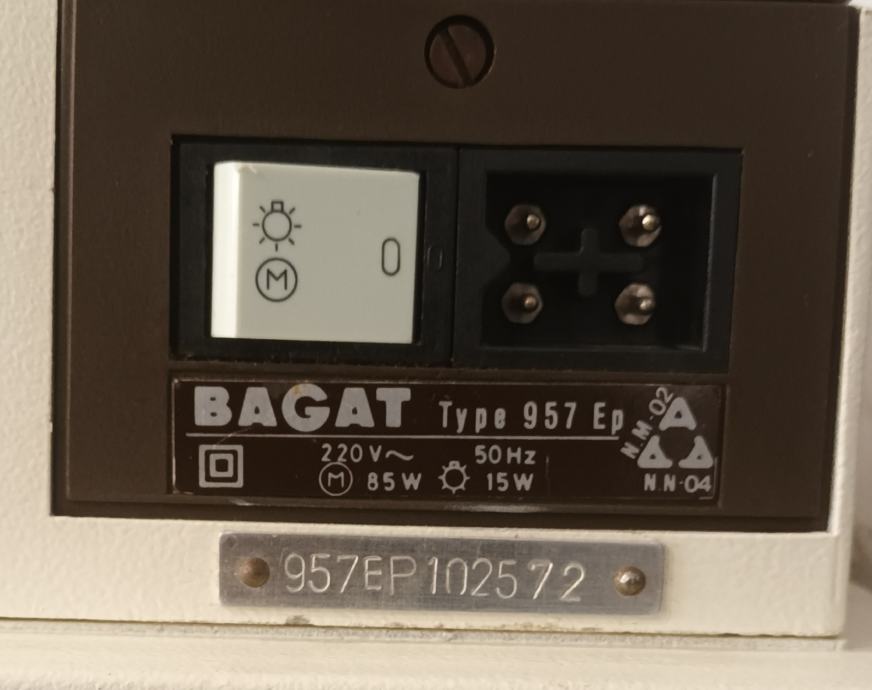 M 0
BAGAT Type 957 Ep
220V~ 50Hz
M 85W 15W
N.M-02
N.N-04
957EP102572